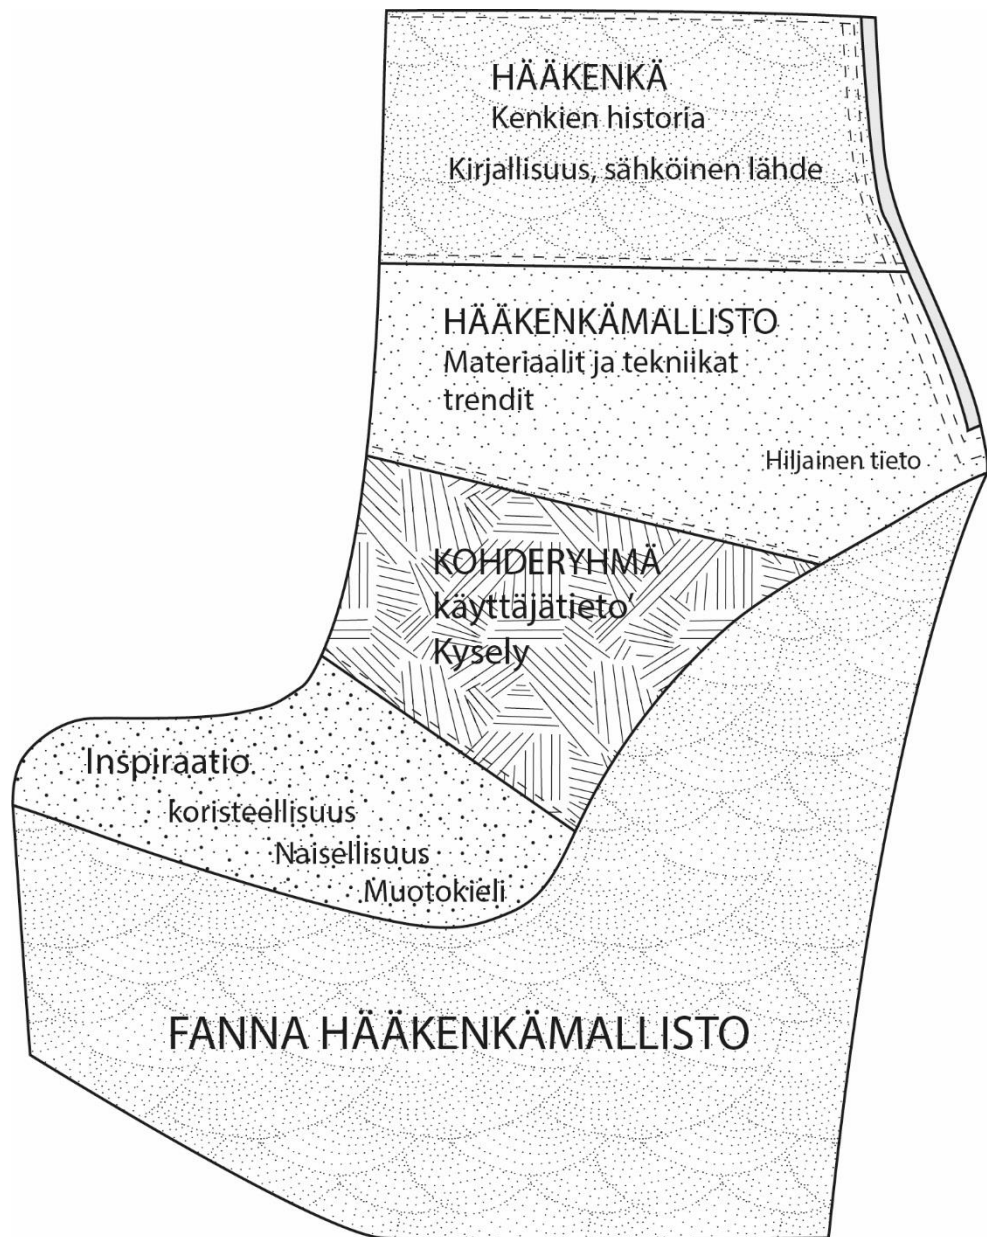 HÄÄKENKÄ
Kenkien historia
Kirjallisuus, sähköinen lähde
HÄÄKENKÄMALLISTO
Materiaalit ja tekniikat
trendit
Hiljainen tieto
KOHDERYHMÄ
käyttäjätieto
Kysely
Inspiraatio
koristeellisuus
Naisellisuus
Muotokieli
FANNA HÄÄKENKÄMALLISTO